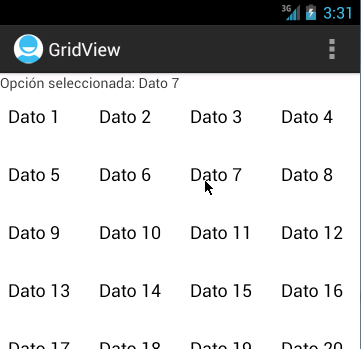 3G 3:31
GridView
Opción seleccionada: Dato 7
Dato 1 Dato 2 Dato 3 Dato 4
Dato 5 Dato 6 Dato 7 Dato 8
Dato 9 Dato 10 Dato 11 Dato 12
Dato 13 Dato 14 Dato 15 Dato 16
Dato 17 Dato 18 Dato 19 Dato 20